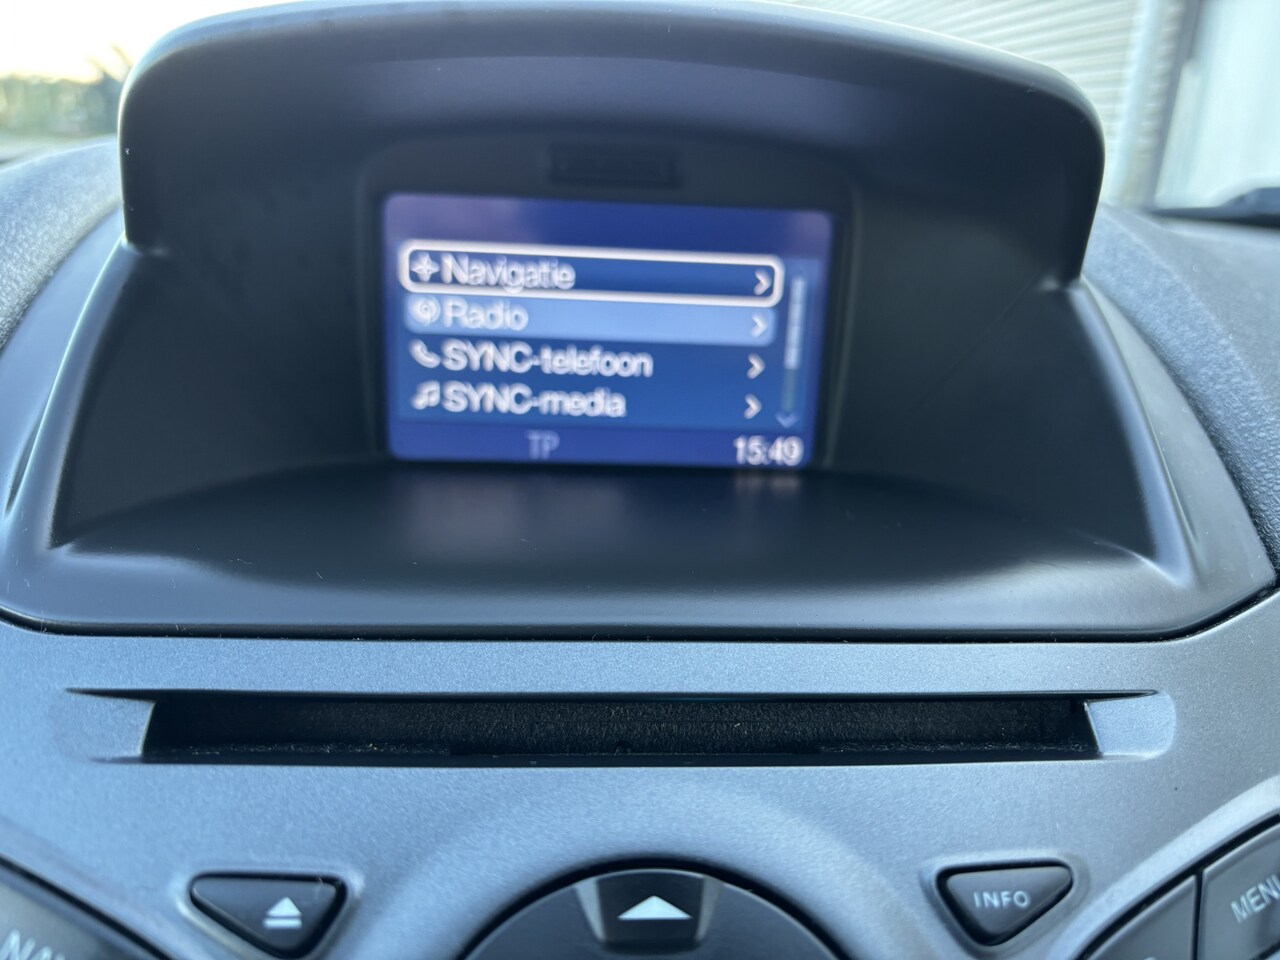 Navigatie
Radio
SYNC-telefoon
SYNC-media
TP 15:49
INFO